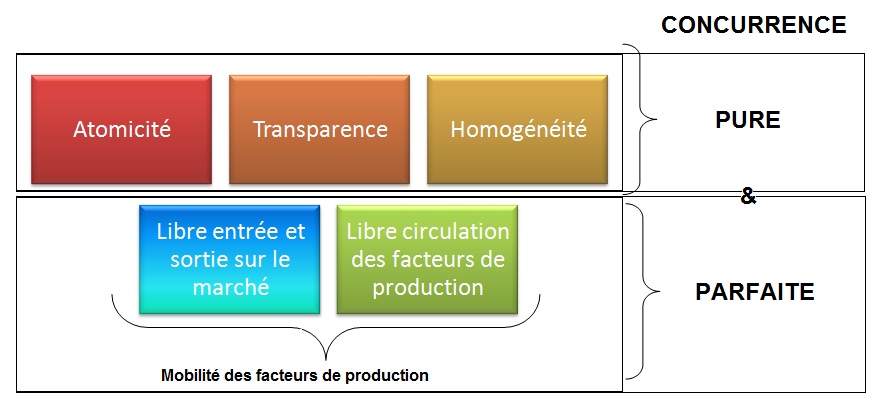 CONCURRENCE
Atomicité
Transparence
Homogénéité
PURE
&
Libre entrée et
sortie sur le
marché
Libre circulation
des facteurs de
production
PARFAITE
Mobilité des facteurs de production